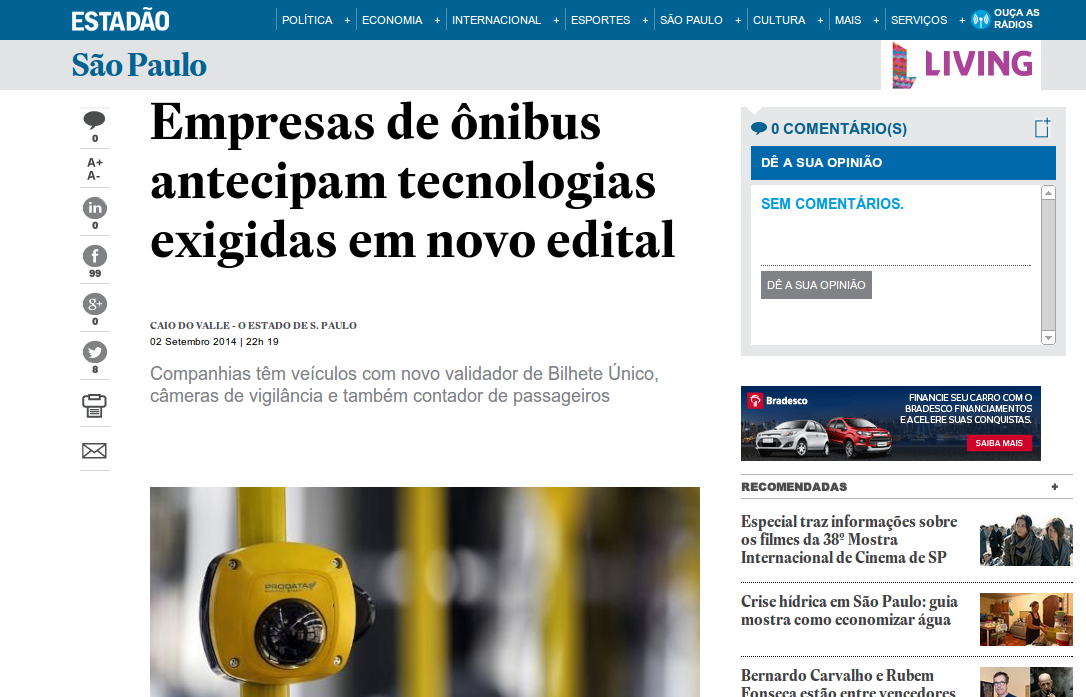 ESTADÃO
POLÍTICA +
ECONOMIA +
INTERNACIONAL +
ESPORTES +
SÃO PAULO +
CULTURA +
MAIS +
SERVIÇOS +
OUÇA AS
RÁDIOS
São Paulo
LIVING
0
A+
A-
in
0
f
99
g+
0
8
Empresas de ônibus
antecipam tecnologias
exigidas em novo edital
CAIO DO VALLE - O ESTADO DE S. PAULO
02 Setembro 2014 | 22h 19
Companhias têm veículos com novo validador de Bilhete Único,
câmeras de vigilância e também contador de passageiros
PRODATA
0 COMENTÁRIO(S)
DÊ A SUA OPINIÃO
SEM COMENTÁRIOS.
DÊ A SUA OPINIÃO
Bradesco
FINANCIE SEU CARRO COM O
BRADESCO FINANCIAMENTOS
E ACELERE SUAS CONQUISTAS.
SAIBA MAIS
RECOMENDADAS +
Especial traz informações sobre
os filmes da 38º Mostra
Internacional de Cinema de SP
Crise hídrica em São Paulo: guia
mostra como economizar água
Bernardo Carvalho e Rubem
Fonseca estão entre vencedores